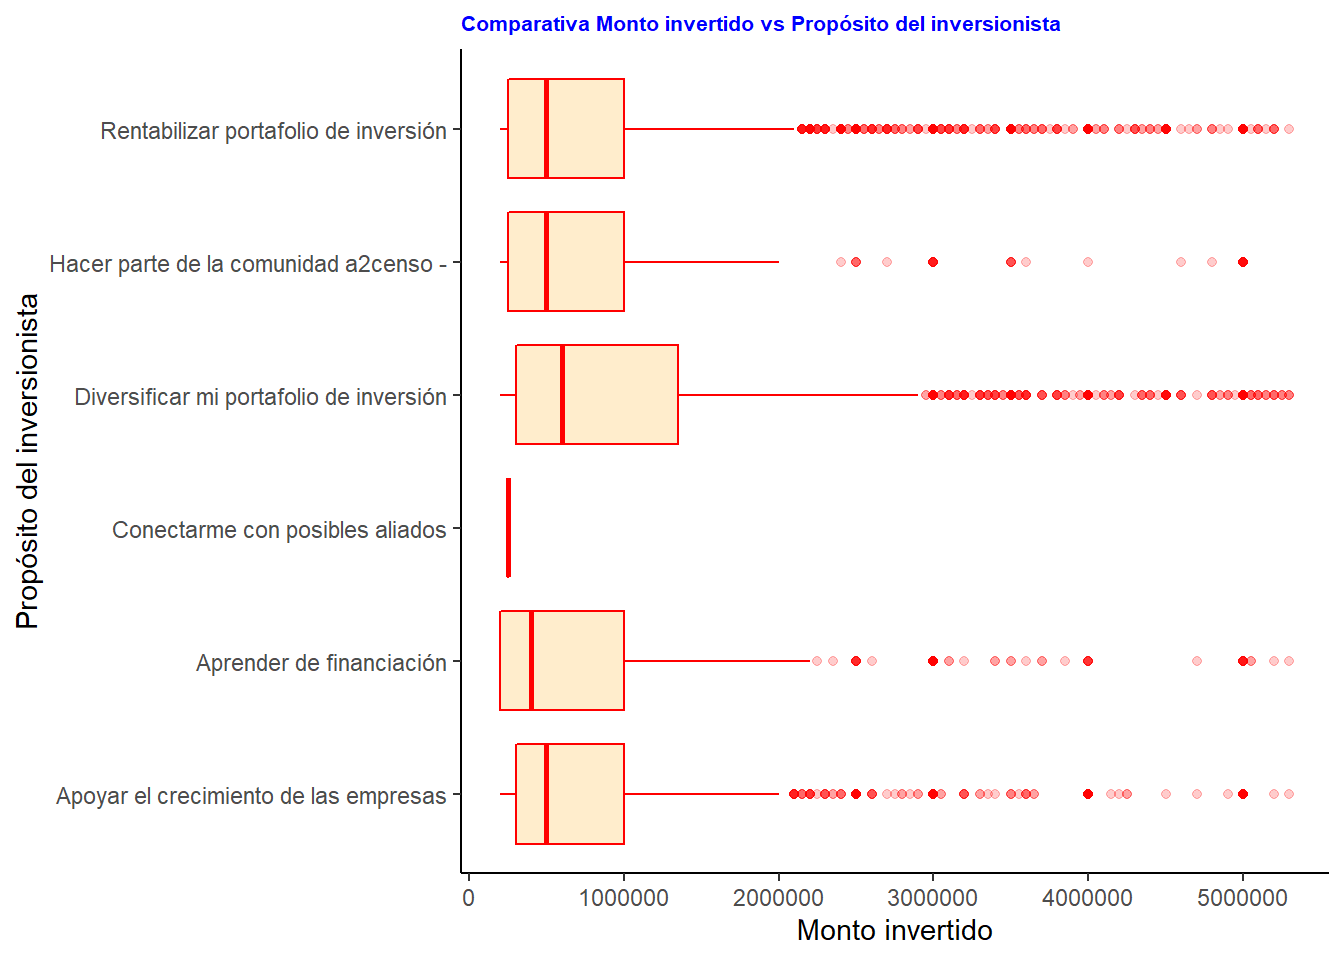 Comparativa Monto invertido vs Propósito del inversionista
Propósito del inversionista
Rentabilizar portafolio de inversión
Hacer parte de la comunidad a2censo -
Diversificar mi portafolio de inversión
Conectarme con posibles aliados
Aprender de financiación
Apoyar el crecimiento de las empresas
0 1000000 2000000 3000000 4000000 5000000
Monto invertido